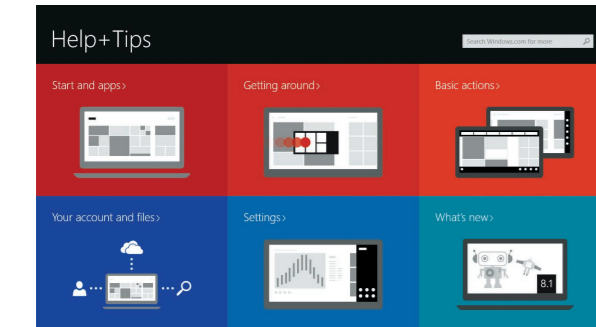 Help+Tips
Search Windows.com for more
Start and apps>
Getting around>
Basic actions>
Your account and files>
Settings>
What's new>
8.1